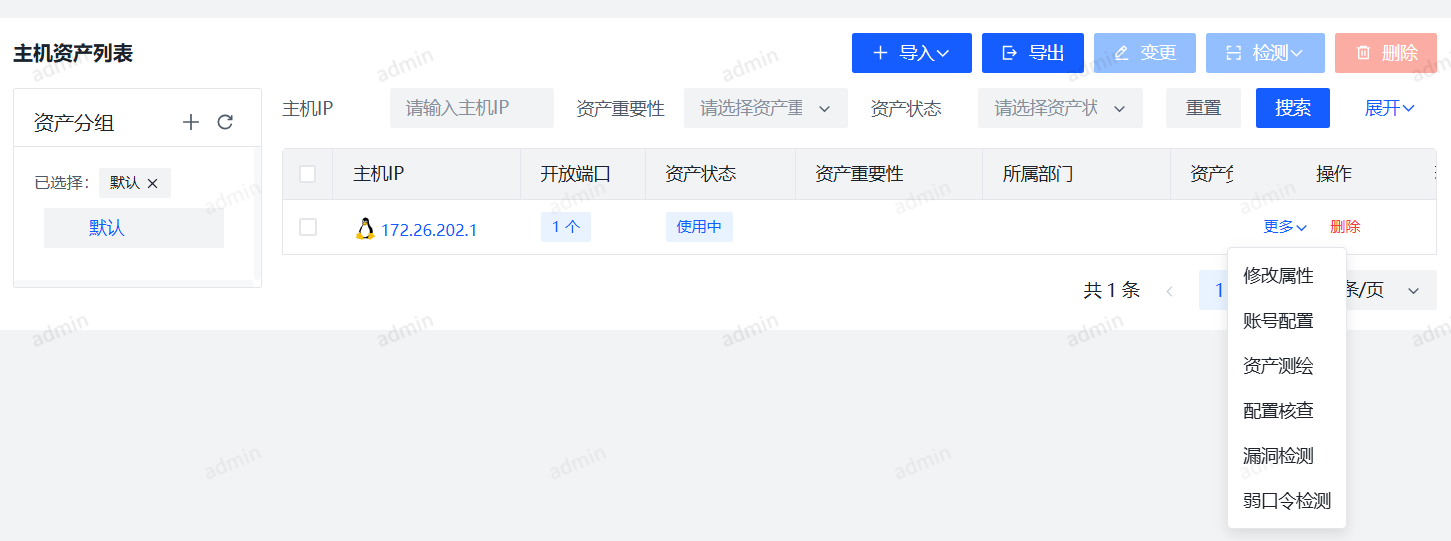 主机资产列表
导入
导出
变更
检测
删除
资产分组
主机IP
请输入主机IP
资产重要性
请选择资产重
资产状态
请选择资产状
重置
搜索
展开
已选择：
默认
默认
主机IP
开放端口
资产状态
资产重要性
所属部门
操作
172.26.202.1
1 个
使用中
更多
删除
共 1 条
1
条/页
修改属性
账号配置
资产测绘
配置核查
漏洞检测
弱口令检测
admin
admin
admin
admin
admin
admin
admin
admin
admin
admin
admin
admin
admin
admin